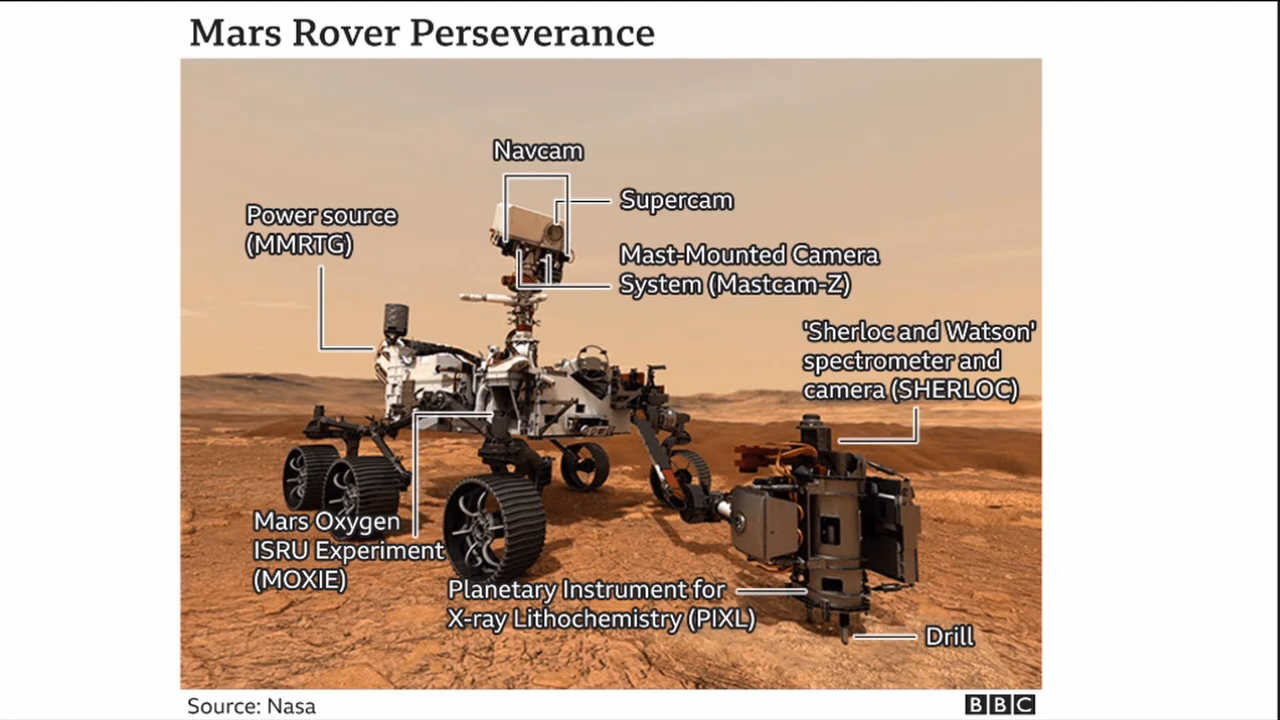 Mars Rover Perseverance
Navcam
Supercam
Power source
(MMRTG)
Mast-Mounted Camera
System (Mastcam-Z)
'Sherloc and Watson'
spectrometer and
camera (SHERLOC)
Mars Oxygen
ISRU Experiment
(MOXIE)
Planetary Instrument for
X-ray Lithochemistry (PIXL)
Drill
Source: Nasa
BBC